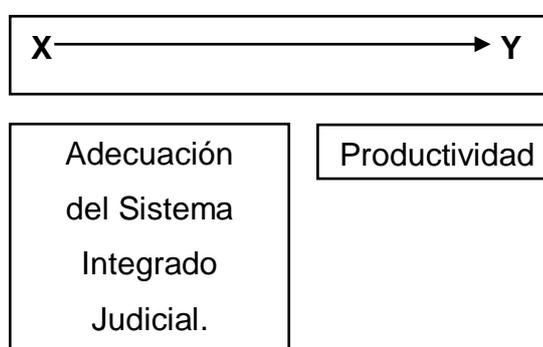 X Y
Adecuación
del Sistema
Integrado
Judicial.
Productividad